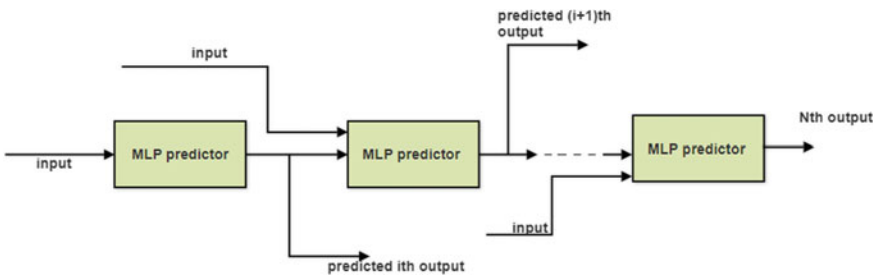 predicted (i+1)th
output
input
input
MLP predictor
MLP predictor
MLP predictor
Nth output
input
predicted ith output